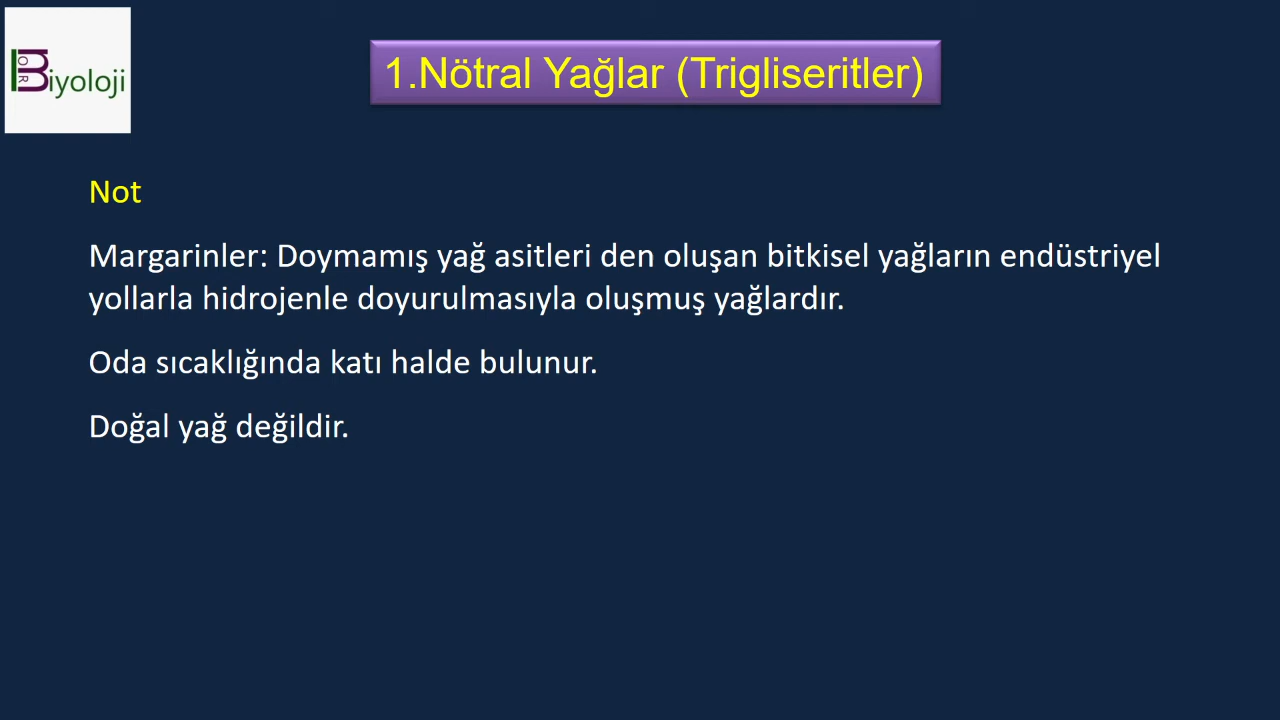 BOR
Biyoloji
1.Nötral Yağlar (Trigliseritler)
Not
Margarinler: Doymamış yağ asitleri den oluşan bitkisel yağların endüstriyel
yollarla hidrojenle doyurulmasıyla oluşmuş yağlardır.
Oda sıcaklığında katı halde bulunur.
Doğal yağ değildir.